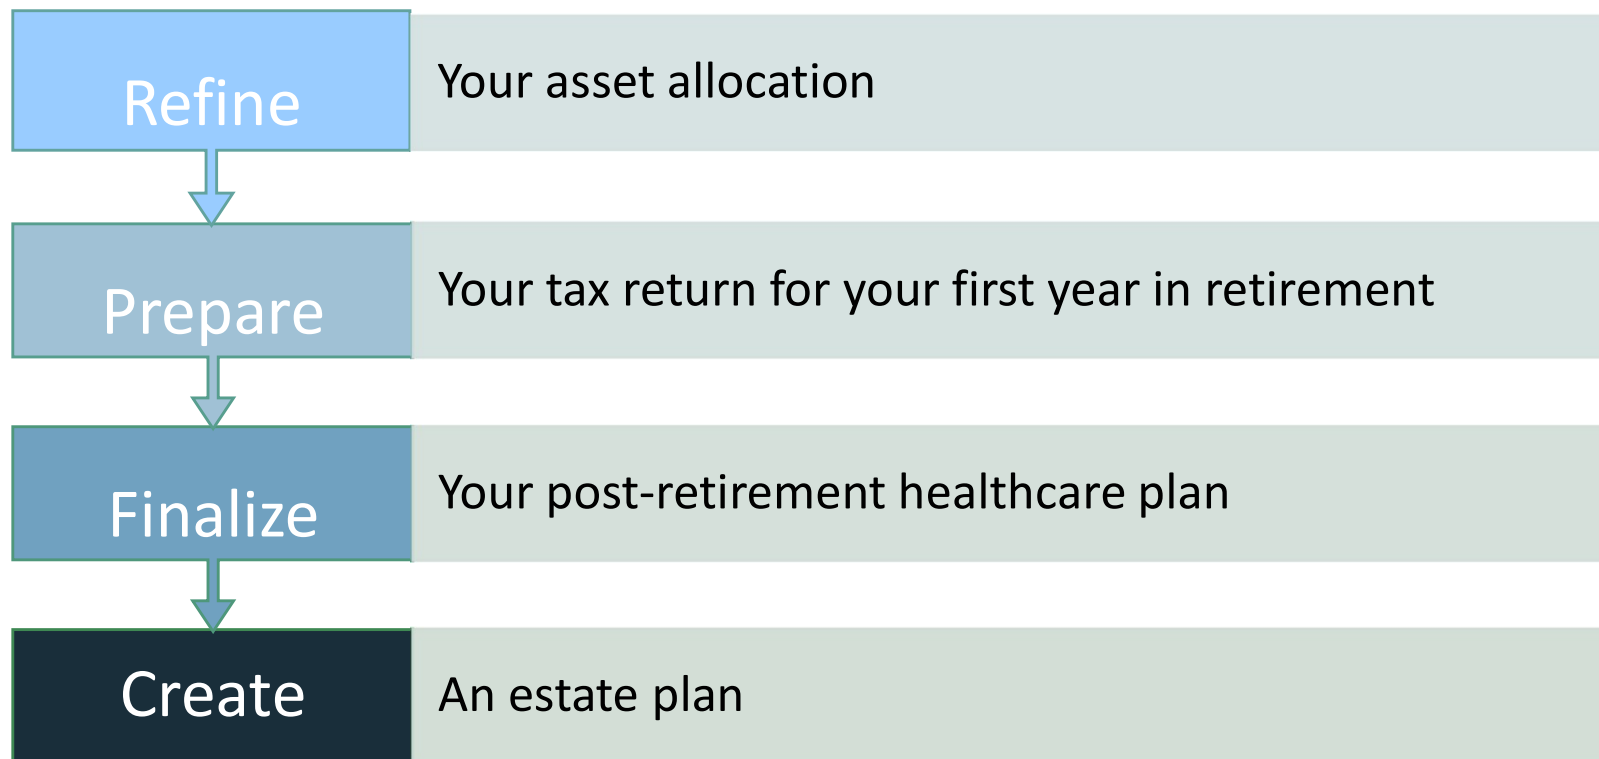 Refine
Your asset allocation
Prepare
Your tax return for your first year in retirement
Finalize
Your post-retirement healthcare plan
Create
An estate plan